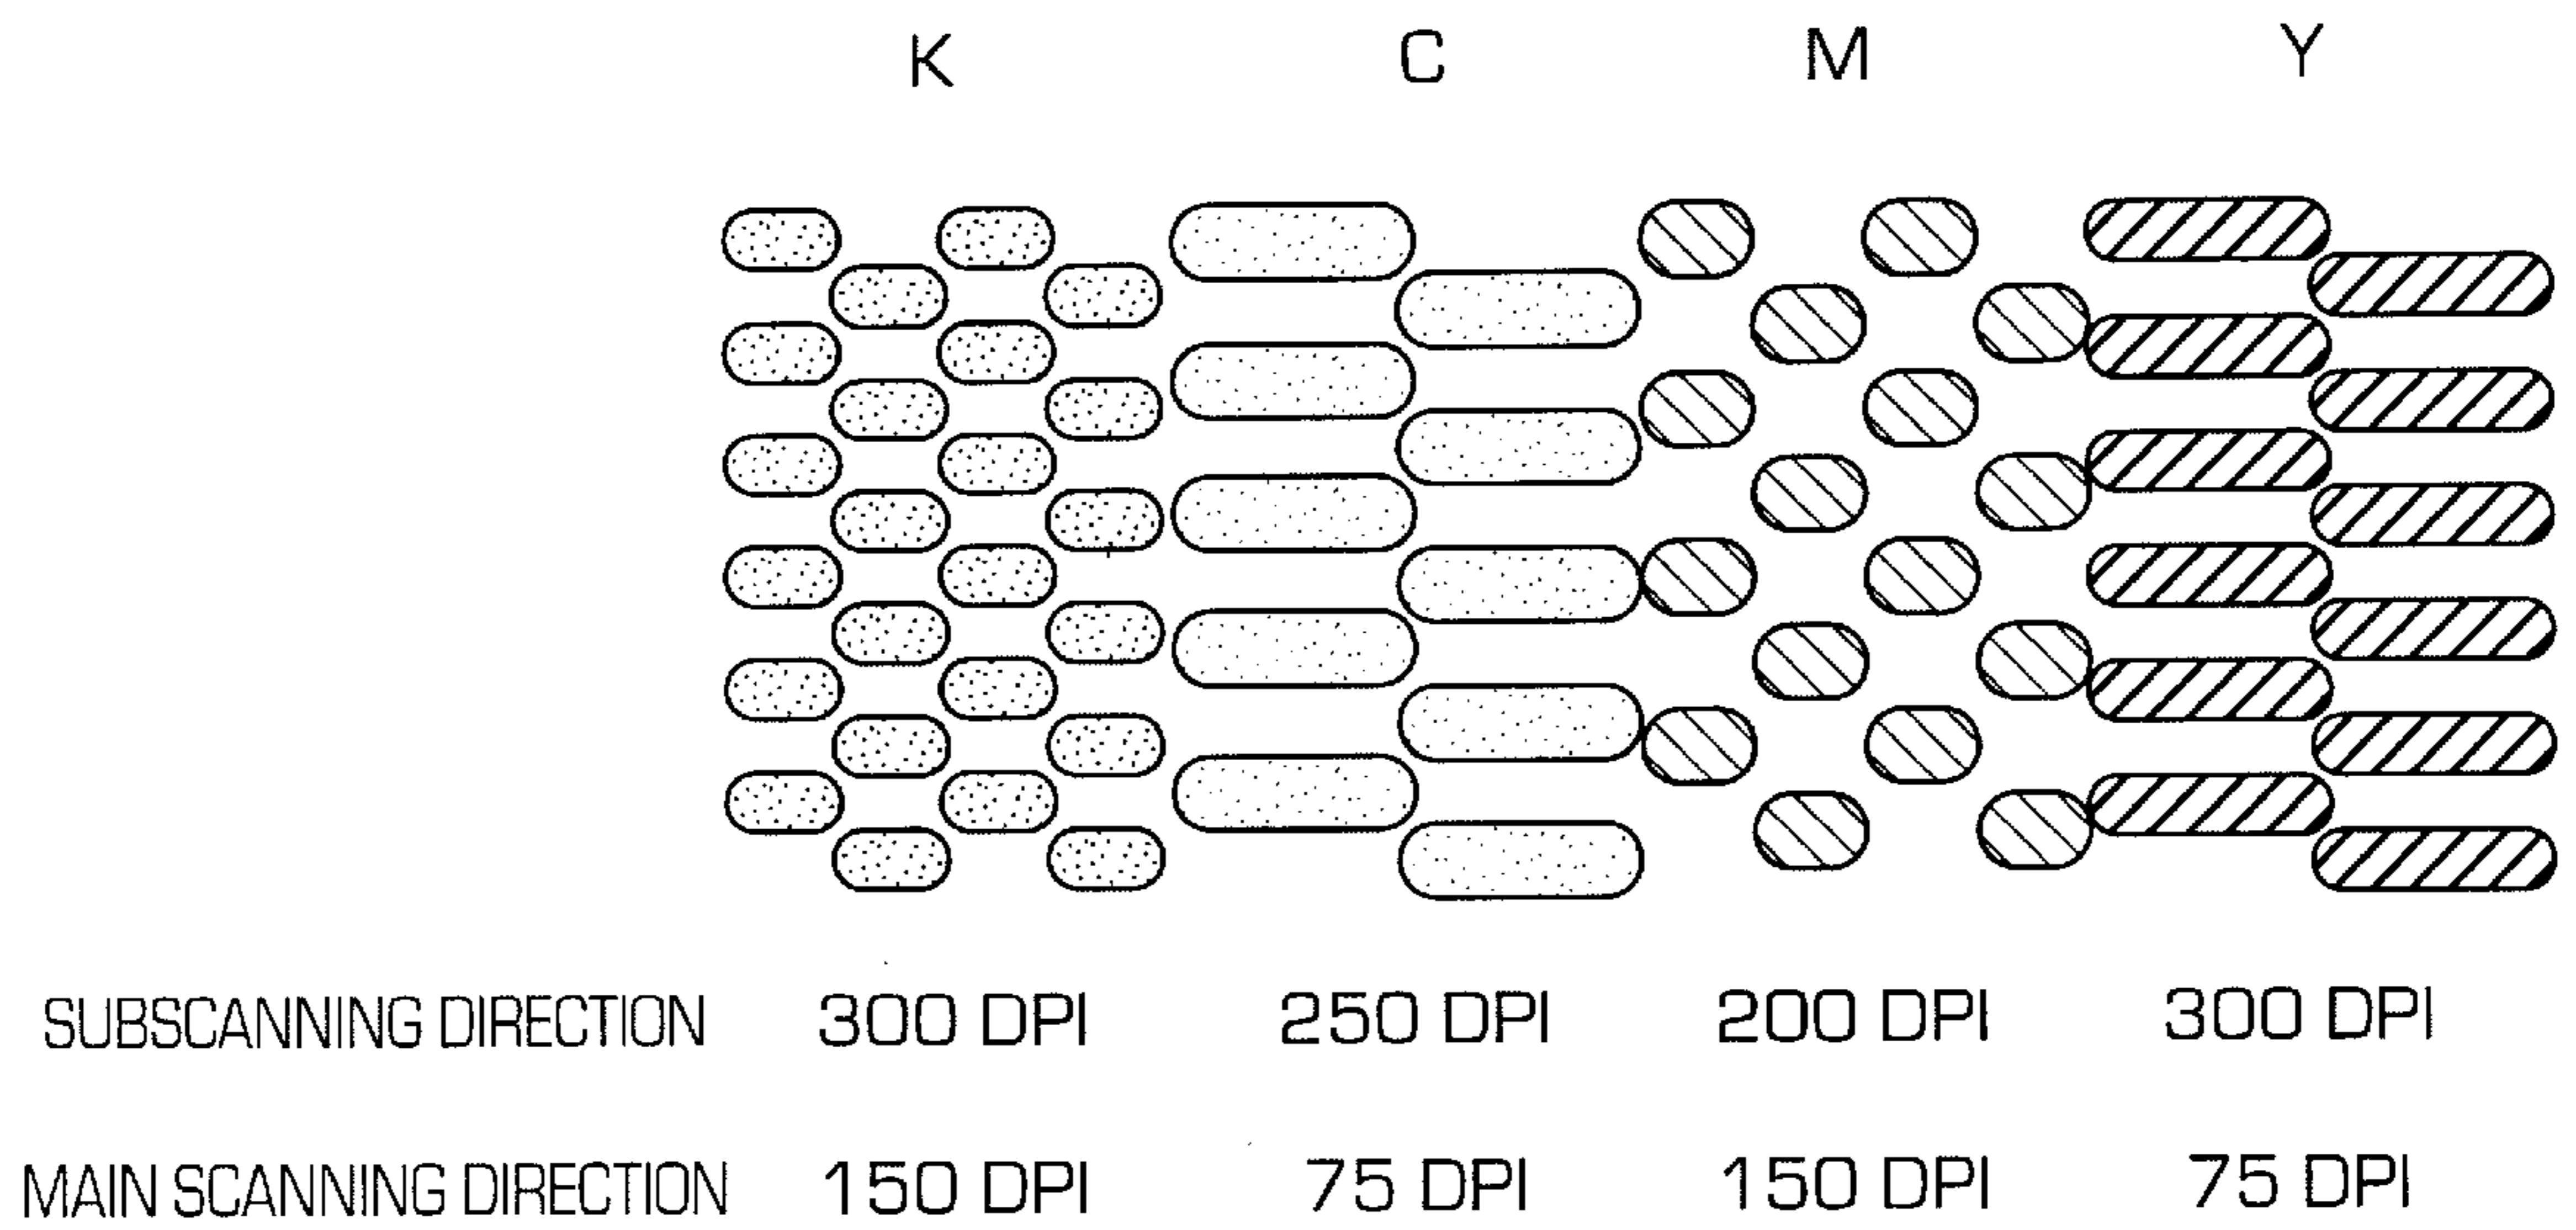 K C M Y
SUBSCANNING DIRECTION 300 DPI 250 DPI 200 DPI 300 DPI
MAIN SCANNING DIRECTION 150 DPI 75 DPI 150 DPI 75 DPI